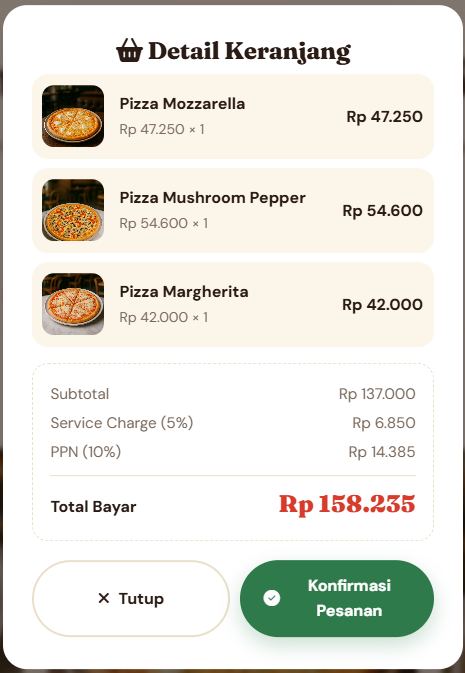 Detail Keranjang
Pizza Mozzarella
Rp 47.250 × 1
Rp 47.250
Pizza Mushroom Pepper
Rp 54.600 × 1
Rp 54.600
Pizza Margherita
Rp 42.000 × 1
Rp 42.000
Subtotal Rp 137.000
Service Charge (5%) Rp 6.850
PPN (10%) Rp 14.385
Total Bayar Rp 158.235
Tutup
Konfirmasi
Pesanan